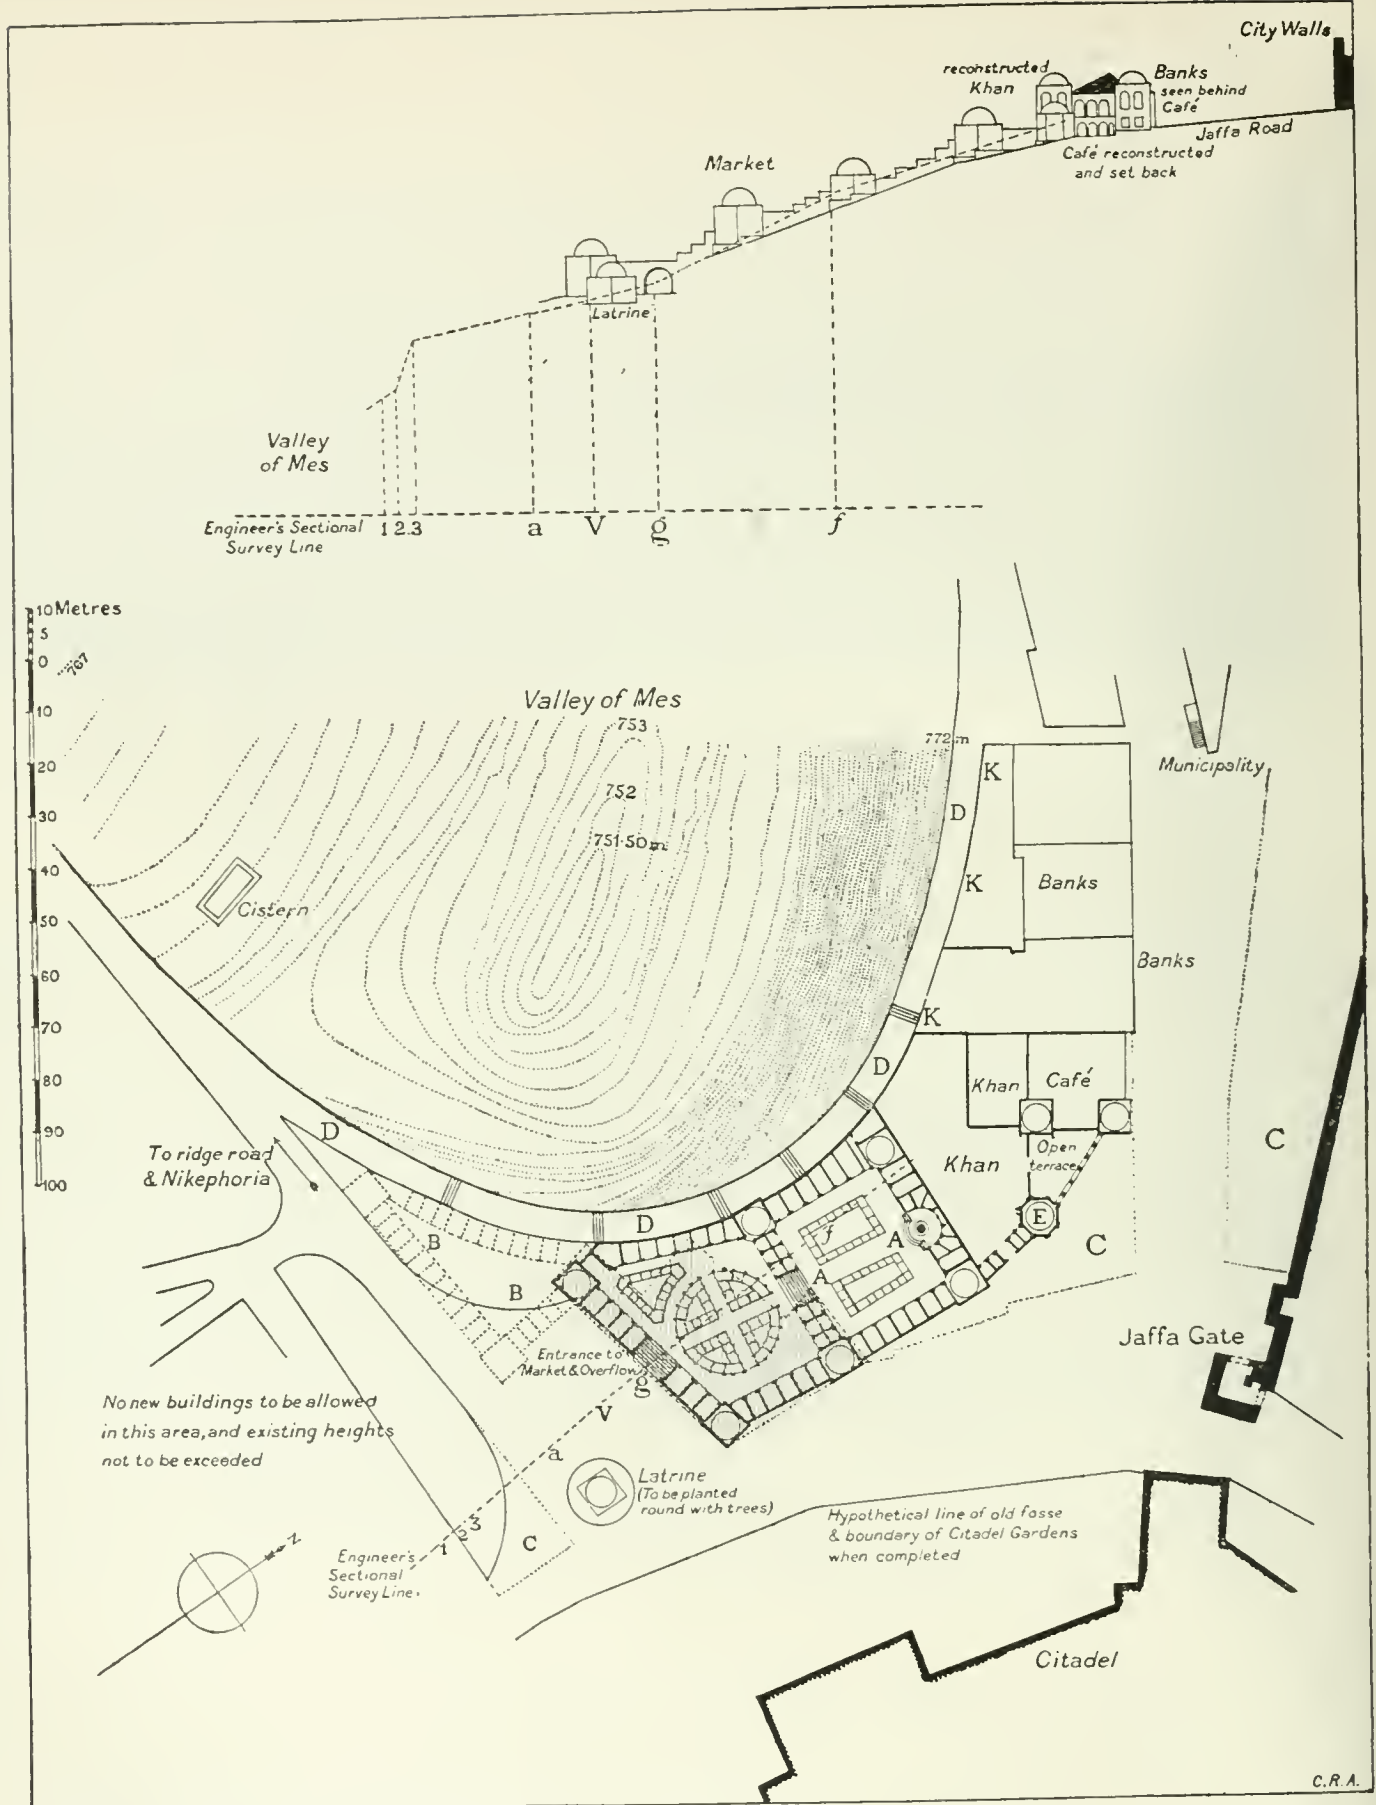 City Walls
reconstructed
Khan
Banks
seen behind
Café
Jaffa Road
Café reconstructed
and set back
Market
Latrine
Valley
of Mes
Engineer's Sectional
Survey Line
1 2.3 a V g f
10 Metres
5
0
10
20
30
40
50
60
70
80
90
100
767
Valley of Mes
753
752
751·50m
772 m
Municipality
K
D
K
Banks
Banks
K
D
Cistern
Khan
Café
Khan
Open
terrace
E
C
C
D
To ridge road
& Nikephoria
B
B
D
f
A
A
Entrance to
Market & Overflow
g
V
a
Jaffa Gate
No new buildings to be allowed
in this area, and existing heights
not to be exceeded
Latrine
(To be planted
round with trees)
Hypothetical line of old fosse
& boundary of Citadel Gardens
when completed
3
2
1
C
Engineer's
Sectional
Survey Line.
N
Citadel
C.R.A.